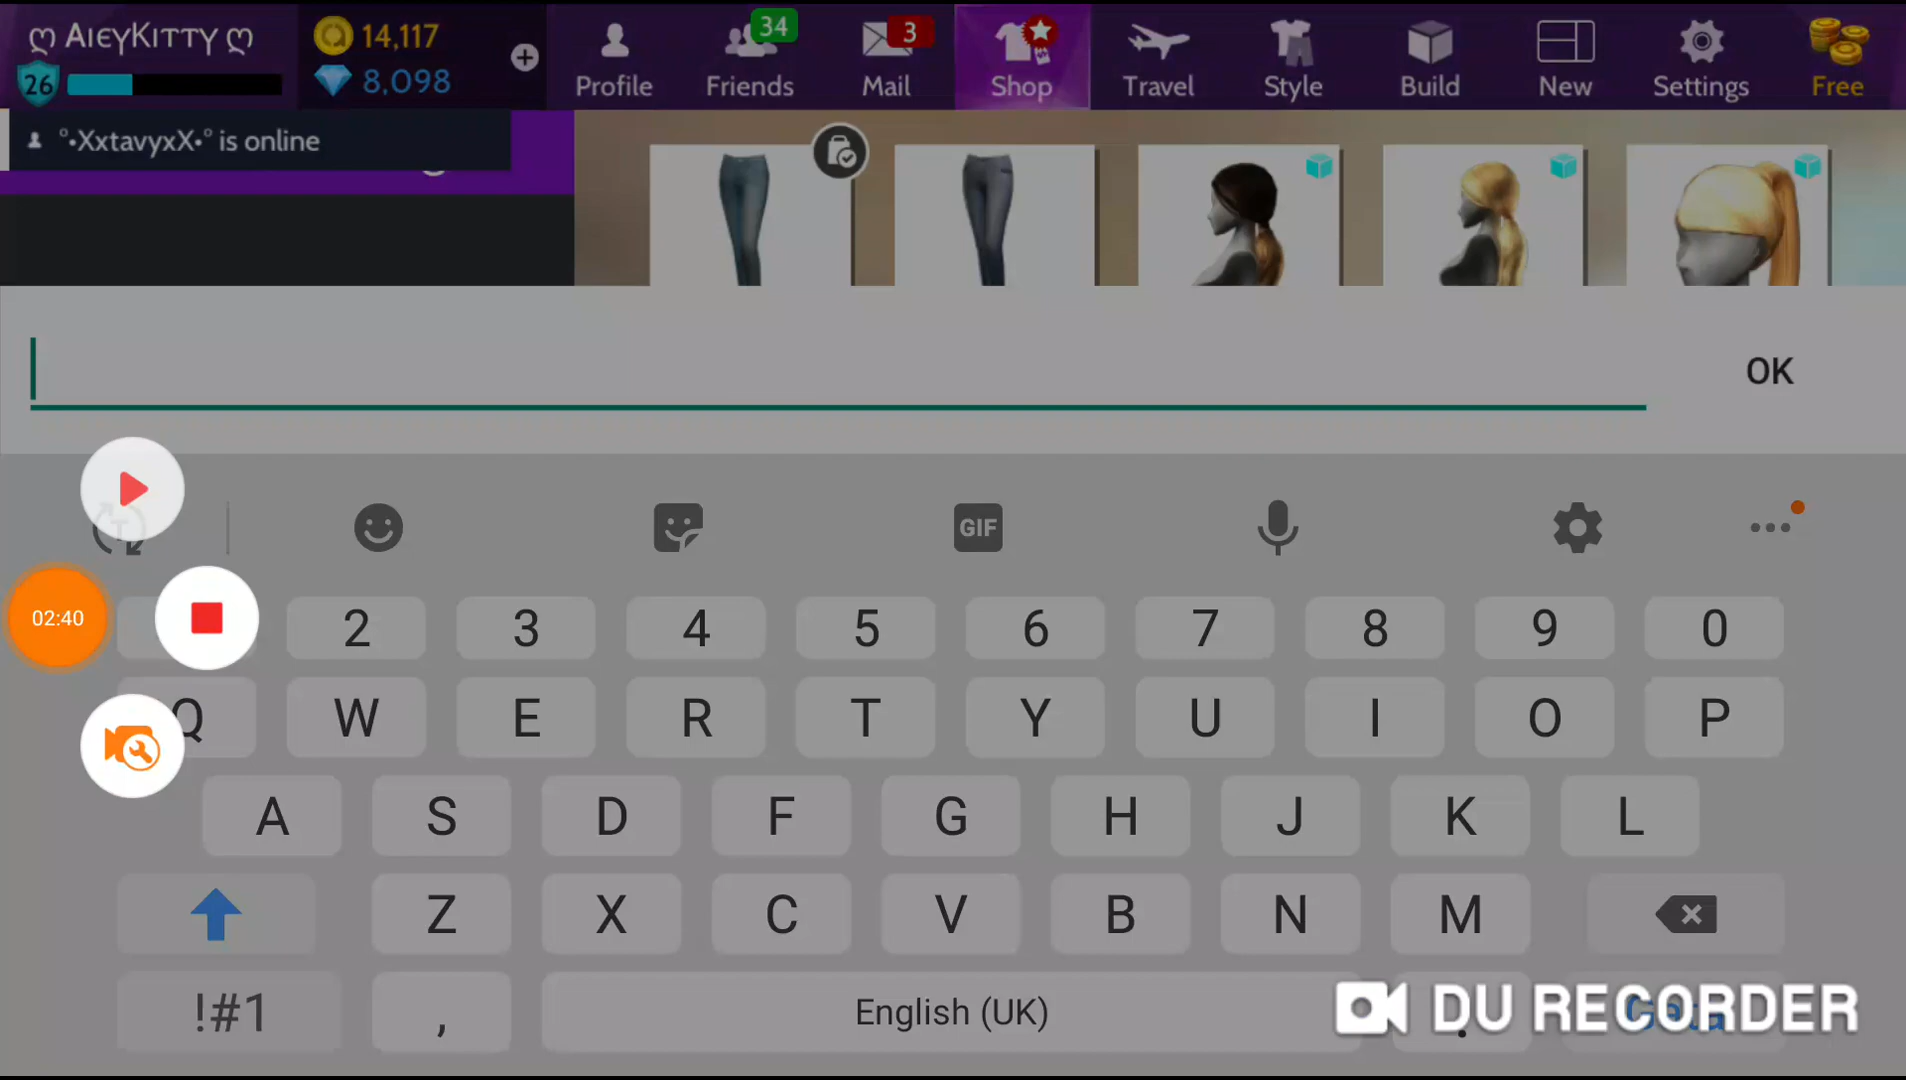 ღ AιεγKιττγ ღ
14,117
26
8,098
34
3
Profile
Friends
Mail
Shop
Travel
Style
Build
New
Settings
Free
°•XxtavyxX•° is online
OK
GIF
02:40
2 3 4 5 6 7 8 9 0
Q W E R T Y U I O P
A S D F G H J K L
Z X C V B N M
!#1 , English (UK) .
DU RECORDER